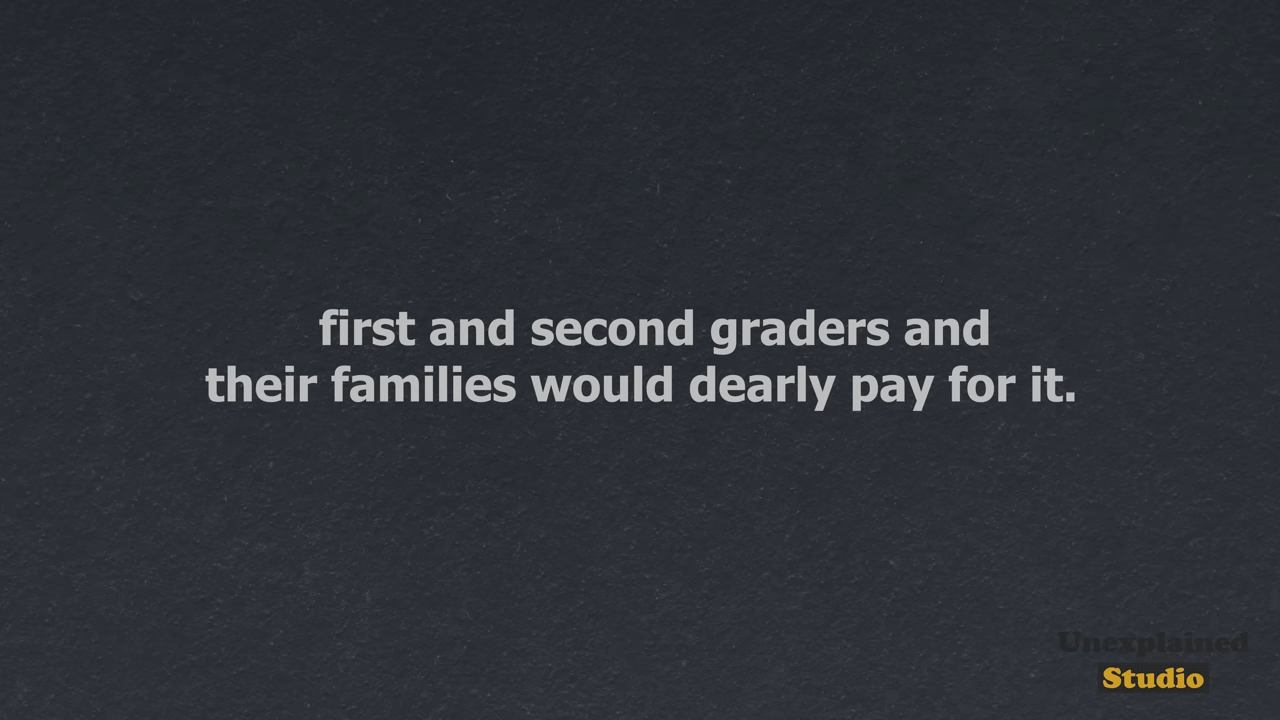 first and second graders and
their families would dearly pay for it.
Unexplained
Studio